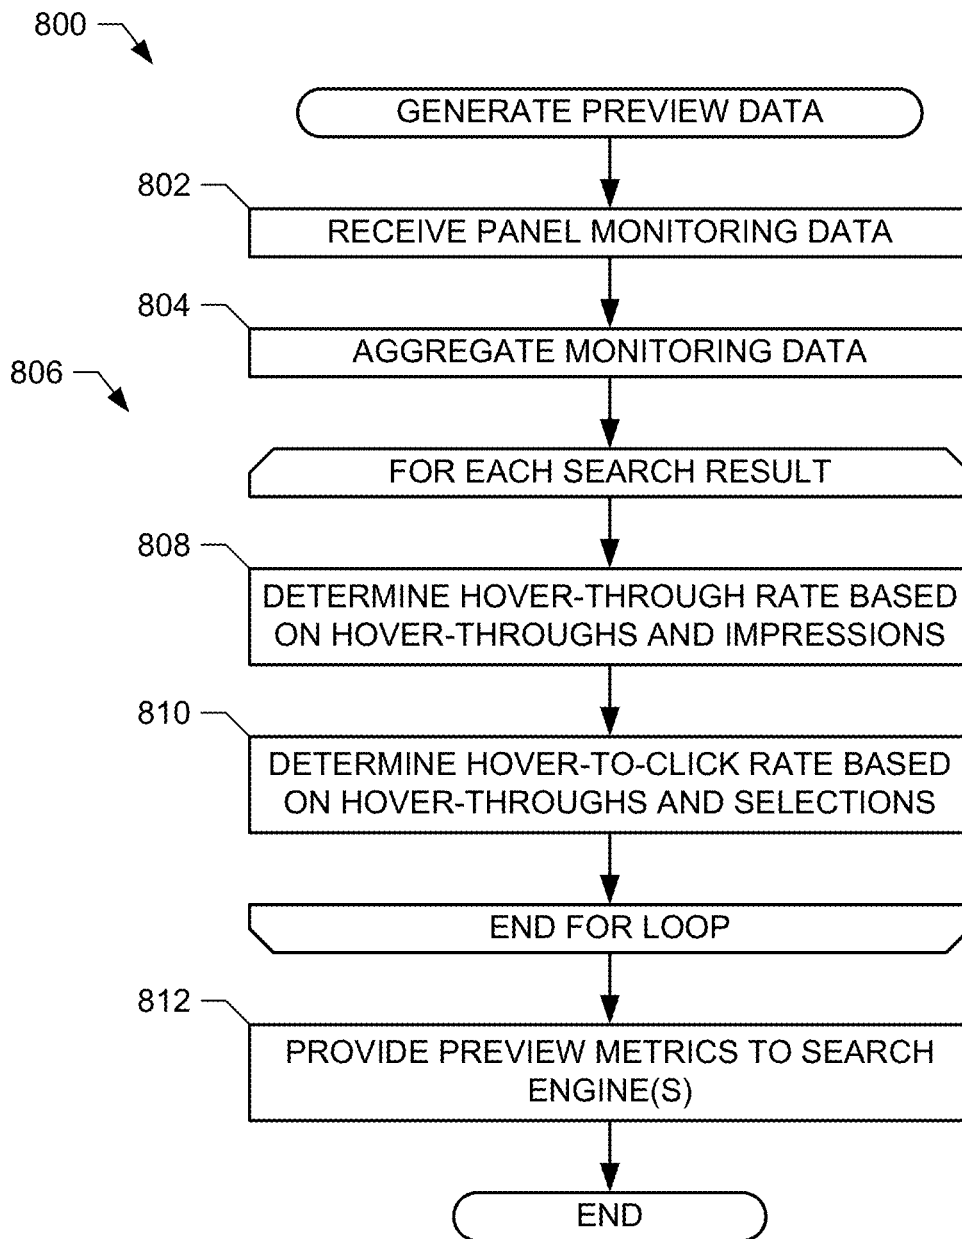 800
GENERATE PREVIEW DATA
802
RECEIVE PANEL MONITORING DATA
804
AGGREGATE MONITORING DATA
806
FOR EACH SEARCH RESULT
808
DETERMINE HOVER-THROUGH RATE BASED
ON HOVER-THROUGHS AND IMPRESSIONS
810
DETERMINE HOVER-TO-CLICK RATE BASED
ON HOVER-THROUGHS AND SELECTIONS
END FOR LOOP
812
PROVIDE PREVIEW METRICS TO SEARCH
ENGINE(S)
END